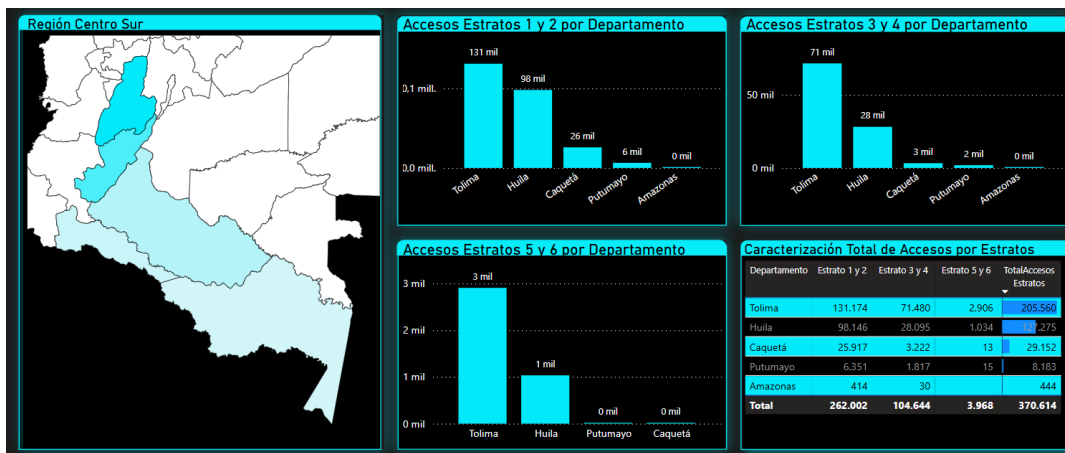 Región Centro Sur
Accesos Estratos 1 y 2 por Departamento
131 mil
98 mil
26 mil
6 mil
0 mil
0,1 mill.
0,0 mill.
Tolima
Huila
Caquetá
Putumayo
Amazonas
Accesos Estratos 3 y 4 por Departamento
71 mil
28 mil
3 mil
2 mil
0 mil
50 mil
0 mil
Tolima
Huila
Caquetá
Putumayo
Amazonas
Accesos Estratos 5 y 6 por Departamento
3 mil
1 mil
0 mil
0 mil
3 mil
2 mil
1 mil
0 mil
Tolima
Huila
Putumayo
Caquetá
Caracterización Total de Accesos por Estratos
Departamento Estrato 1 y 2 Estrato 3 y 4 Estrato 5 y 6 TotalAccesos
Estratos
Tolima 131.174 71.480 2.906 205.560
Huila 98.146 28.095 1.034 127.275
Caquetá 25.917 3.222 13 29.152
Putumayo 6.351 1.817 15 8.183
Amazonas 414 30 444
Total 262.002 104.644 3.968 370.614